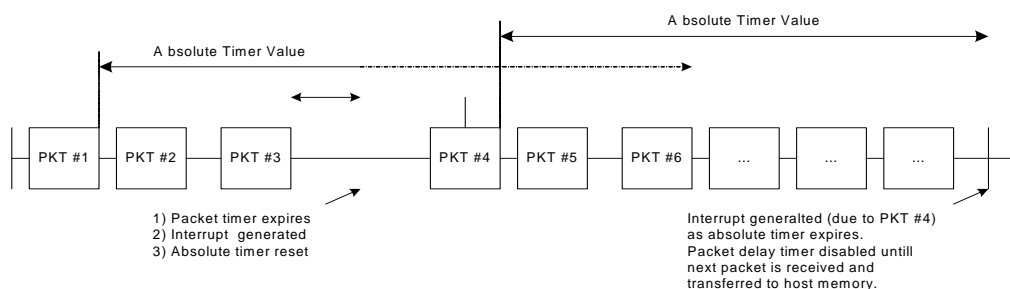 A bsolute Timer Value
A bsolute Timer Value
PKT #1
PKT #2
PKT #3
PKT #4
PKT #5
PKT #6
...
...
...
1) Packet timer expires
2) Interrupt generated
3) Absolute timer reset
Interrupt generalted (due to PKT #4)
as absolute timer expires.
Packet delay timer disabled untill
next packet is received and
transferred to host memory.